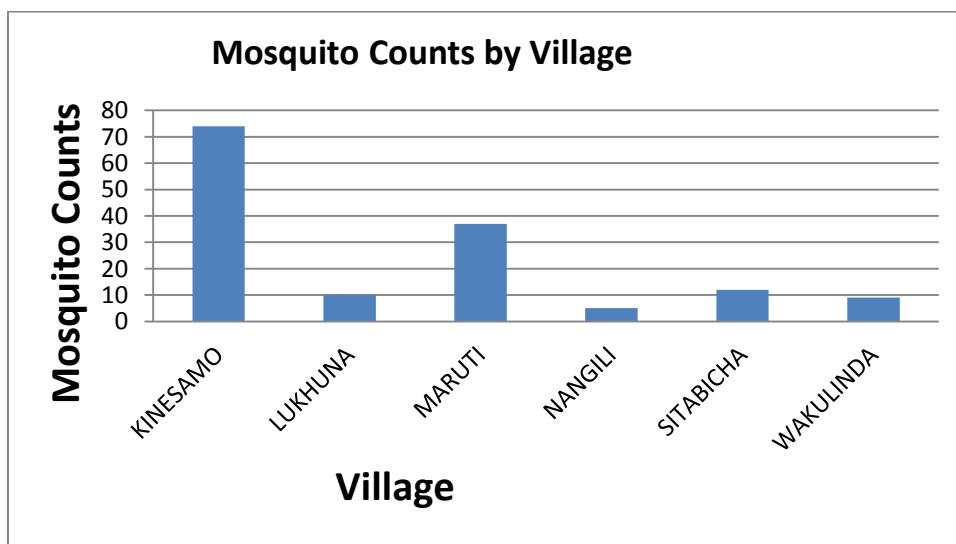 Mosquito Counts by Village
Mosquito Counts
80
70
60
50
40
30
20
10
0
KINESAMO
LUKHUNA
MARUTI
NANGILI
SITABICHA
WAKULINDA
Village